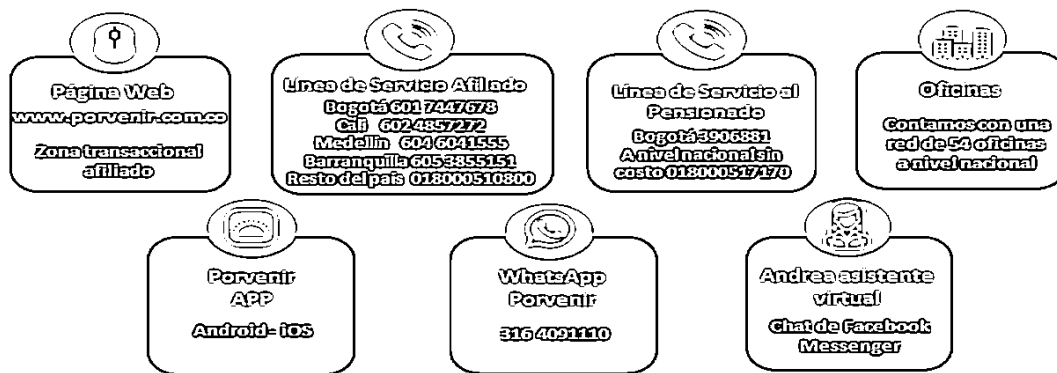 Página Web
www.porvenir.com.co
Zona transaccional
afiliado
Línea de Servicio Afiliado
Bogotá 601 7447678
Cali 602 4857272
Medellín 604 6041555
Barranquilla 605 3855151
Resto del país 018000510800
Línea de Servicio al
Pensionado
Bogotá 3906881
A nivel nacional sin
costo 018000517170
Oficinas
Contamos con una
red de 54 oficinas
a nivel nacional
Porvenir
APP
Android - iOS
WhatsApp
Porvenir
316 4091110
Andrea asistente
virtual
Chat de Facebook
Messenger